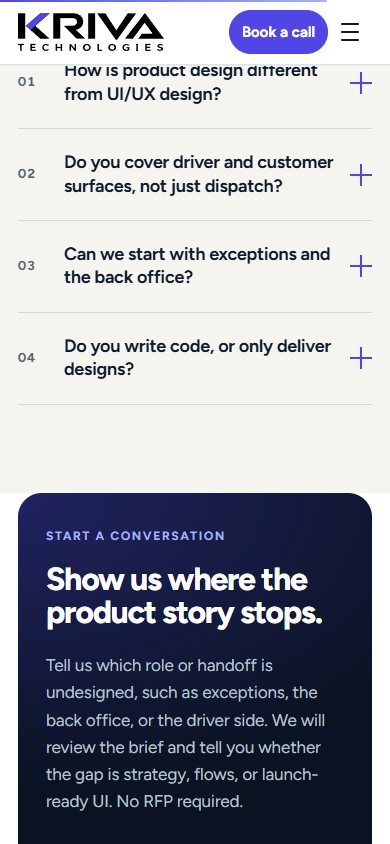 KRIVA
TECHNOLOGIES
Book a call
01
How is product design different
from UI/UX design?
02
Do you cover driver and customer
surfaces, not just dispatch?
03
Can we start with exceptions and
the back office?
04
Do you write code, or only deliver
designs?
START A CONVERSATION
Show us where the
product story stops.
Tell us which role or handoff is
undesigned, such as exceptions, the
back office, or the driver side. We will
review the brief and tell you whether
the gap is strategy, flows, or launch-
ready UI. No RFP required.